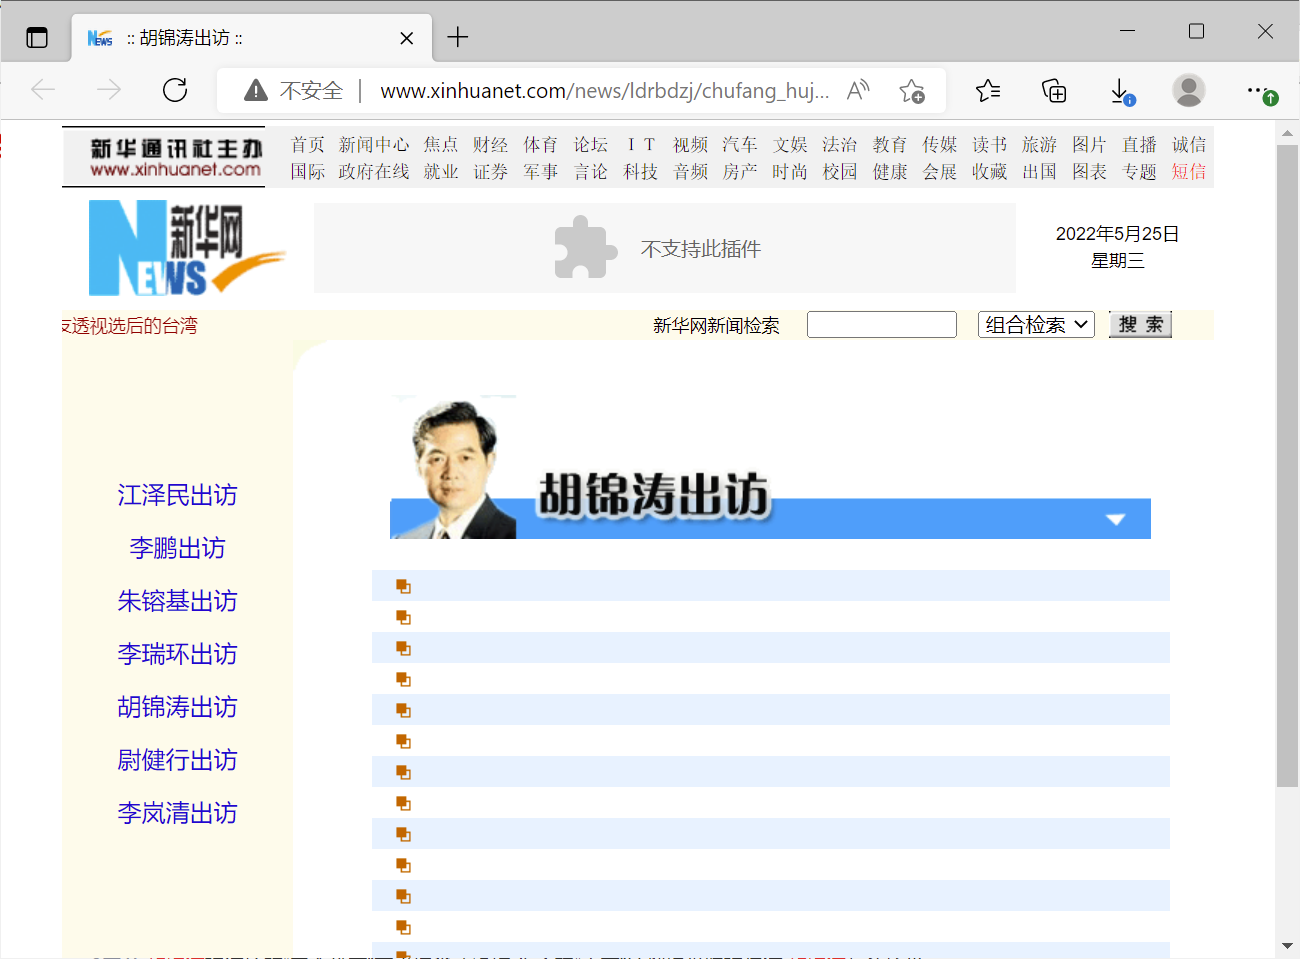 :: 胡锦涛出访 ::
不安全 | www.xinhuanet.com/news/ldrbdzj/chufang_huj...
新华通讯社主办
www.xinhuanet.com
首页 新闻中心 焦点 财经 体育 论坛 IT 视频 汽车 文娱 法治 教育 传媒 读书 旅游 图片 直播 诚信
国际 政府在线 就业 证券 军事 言论 科技 音频 房产 时尚 校园 健康 会展 收藏 出国 图表 专题 短信
新华网
NEWS
不支持此插件
2022年5月25日
星期三
透视选后的台湾
新华网新闻检索 组合检索 搜 索
胡锦涛出访
江泽民出访
李鹏出访
朱镕基出访
李瑞环出访
胡锦涛出访
尉健行出访
李岚清出访